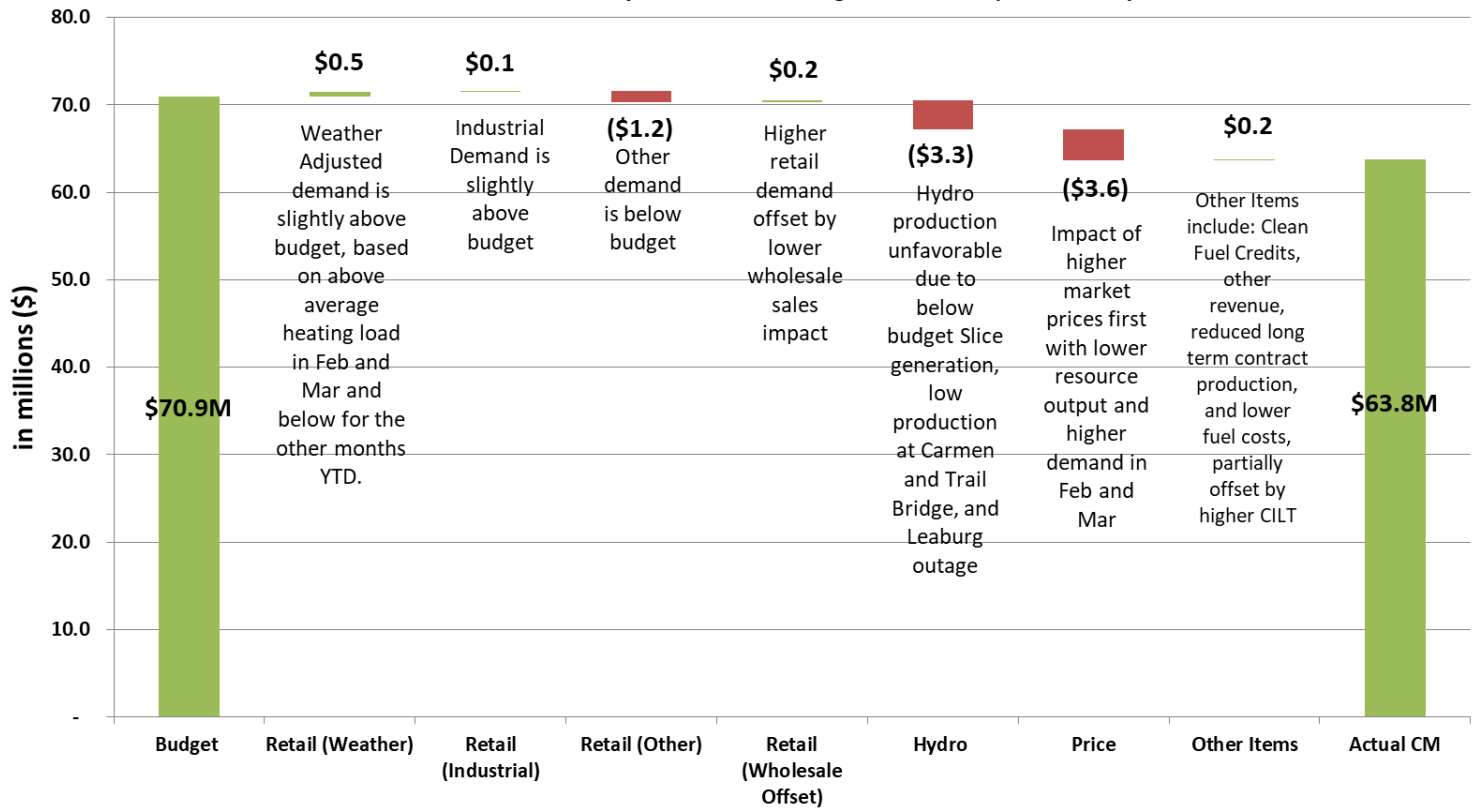 80.0
70.0
60.0
50.0
40.0
30.0
20.0
10.0
-
in millions ($)
$70.9M
$0.5
Weather
Adjusted
demand is
slightly above
budget, based
on above
average
heating load
in Feb and
Mar and
below for the
other months
YTD.
$0.1
Industrial
Demand is
slightly
above
budget
($1.2)
Other
demand
is below
budget
$0.2
Higher
retail
demand
offset by
lower
wholesale
sales
impact
($3.3)
Hydro
production
unfavorable
due to
below
budget Slice
generation,
low
production
at Carmen
and Trail
Bridge, and
Leaburg
outage
($3.6)
Impact of
higher
market
prices first
with lower
resource
output and
higher
demand in
Feb and
Mar
$0.2
Other Items
include: Clean
Fuel Credits,
other
revenue,
reduced long
term contract
production,
and lower
fuel costs,
partially
offset by
higher CILT
$63.8M
Budget
Retail (Weather)
Retail
(Industrial)
Retail (Other)
Retail
(Wholesale
Offset)
Hydro
Price
Other Items
Actual CM